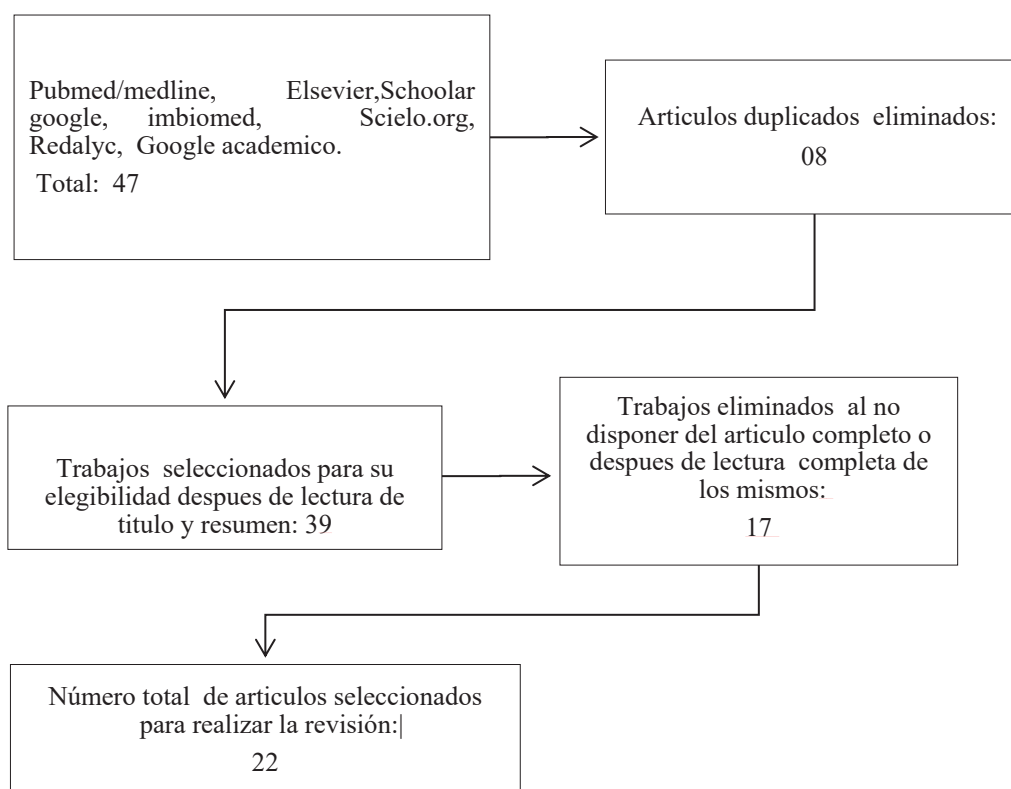 Pubmed/medline, Elsevier,Schoolar
google, imbiomed, Scielo.org,
Redalyc, Google academico.
Total: 47
Articulos duplicados eliminados:
08
Trabajos seleccionados para su
elegibilidad despues de lectura de
titulo y resumen: 39
Trabajos eliminados al no
disponer del articulo completo o
despues de lectura completa de
los mismos:
17
Número total de articulos seleccionados
para realizar la revisión:|
22